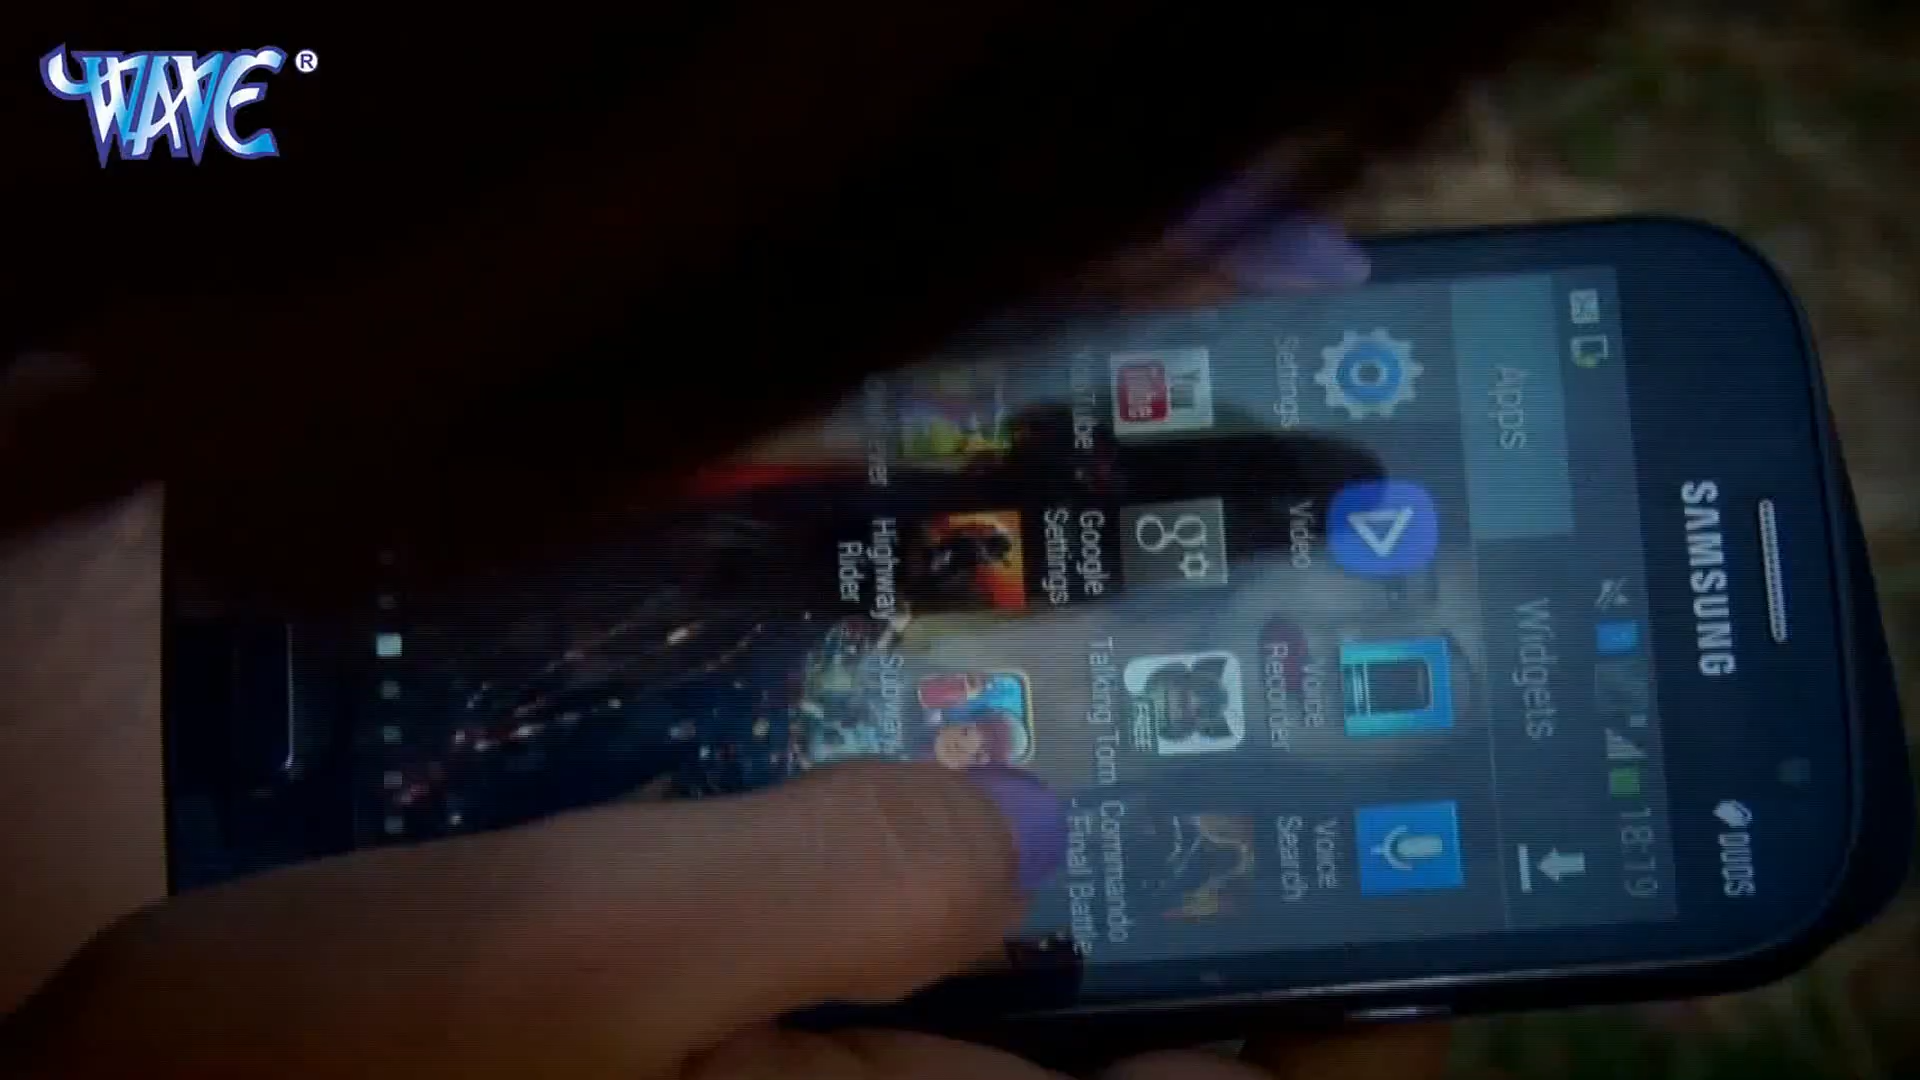 WAVE ®
SAMSUNG
DUOS
18:19
Apps
Widgets
Settings
Video
Voice
Recorder
Voice
Search
YouTube
Google
Settings
Talking Tom
Commando
Final Battle
Highway
Rider
Subway